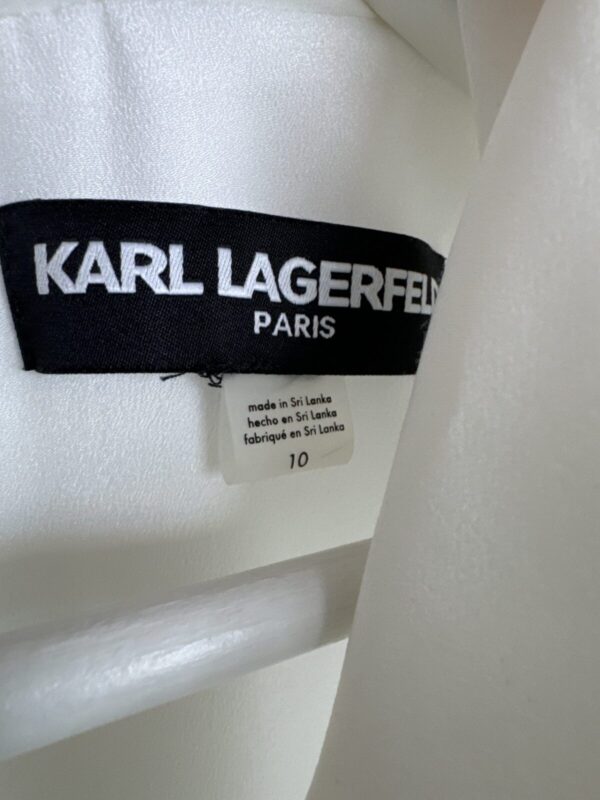 KARL LAGERFELD
PARIS
made in Sri Lanka
hecho en Sri Lanka
fabriqué en Sri Lanka
10